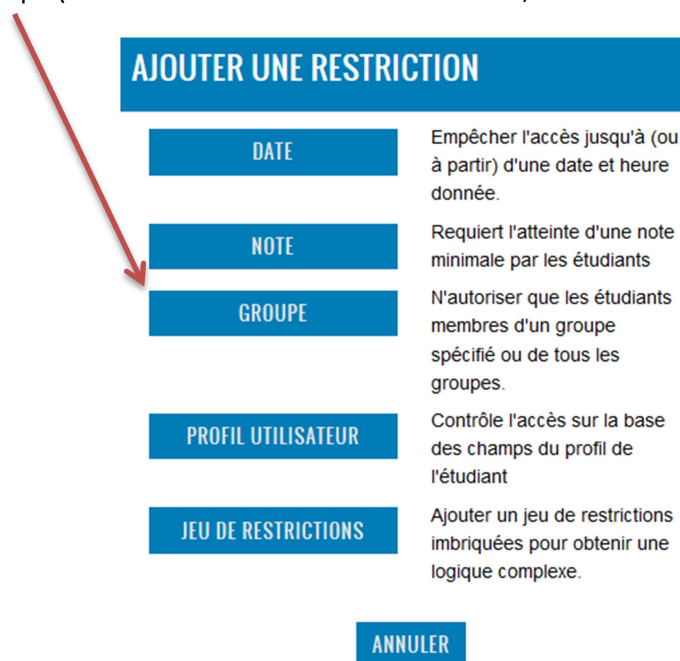 AJOUTER UNE RESTRICTION
DATE
Empêcher l'accès jusqu'à (ou
à partir) d'une date et heure
donnée.
NOTE
Requiert l'atteinte d'une note
minimale par les étudiants
GROUPE
N'autoriser que les étudiants
membres d'un groupe
spécifié ou de tous les
groupes.
PROFIL UTILISATEUR
Contrôle l'accès sur la base
des champs du profil de
l'étudiant
JEU DE RESTRICTIONS
Ajouter un jeu de restrictions
imbriquées pour obtenir une
logique complexe.
ANNULER